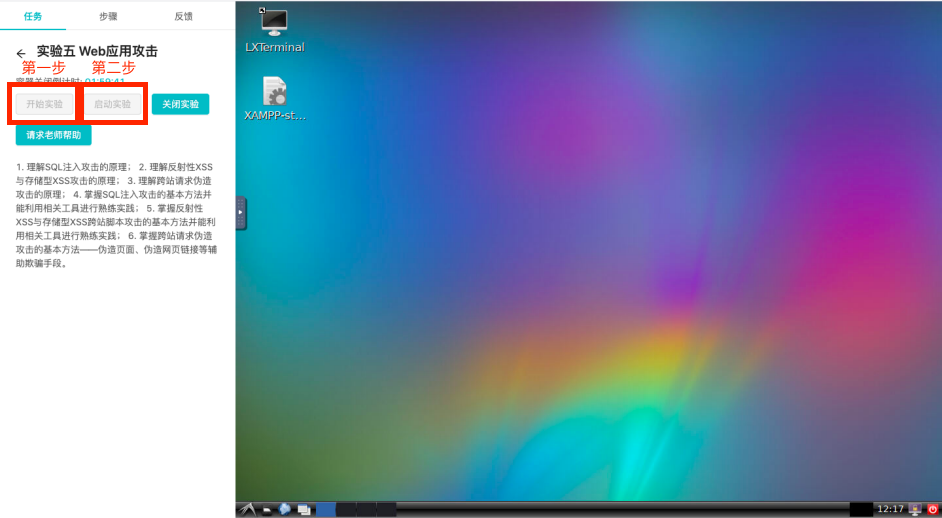 任务 步骤 反馈
← 实验五 Web应用攻击
第一步 第二步
容器关闭倒计时: 01:59:41
开始实验 启动实验 关闭实验
请求老师帮助
1. 理解SQL注入攻击的原理； 2. 理解反射性XSS
与存储型XSS攻击的原理； 3. 理解跨站请求伪造
攻击的原理； 4. 掌握SQL注入攻击的基本方法并
能利用相关工具进行熟练实践； 5. 掌握反射性
XSS与存储型XSS跨站脚本攻击的基本方法并能利
用相关工具进行熟练实践； 6. 掌握跨站请求伪造
攻击的基本方法——伪造页面、伪造网页链接等辅
助欺骗手段。
LXTerminal
XAMPP-st...
12:17